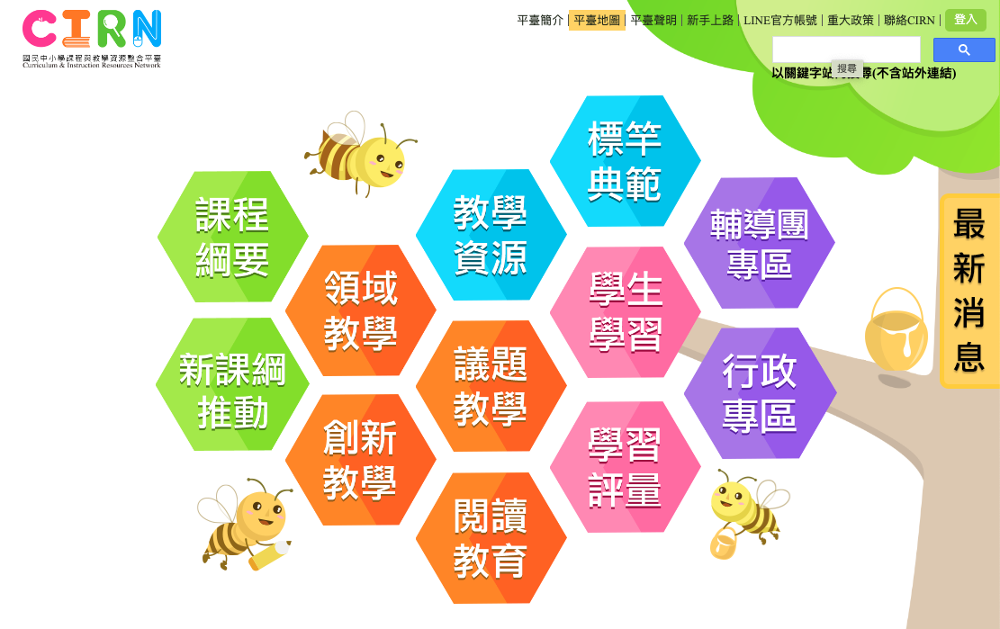 CIRN
國民中小學課程與教學資源整合平臺
Curriculum & Instruction Resources Network
平臺簡介 | 平臺地圖 | 平臺聲明 | 新手上路 | LINE官方帳號 | 重大政策 | 聯絡CIRN | 登入
搜尋
以關鍵字站內搜尋(不含站外連結)
標竿
典範
課程
綱要
教學
資源
輔導團
專區
領域
教學
學生
學習
新課綱
推動
議題
教學
行政
專區
創新
教學
學習
評量
閱讀
教育
最
新
消
息